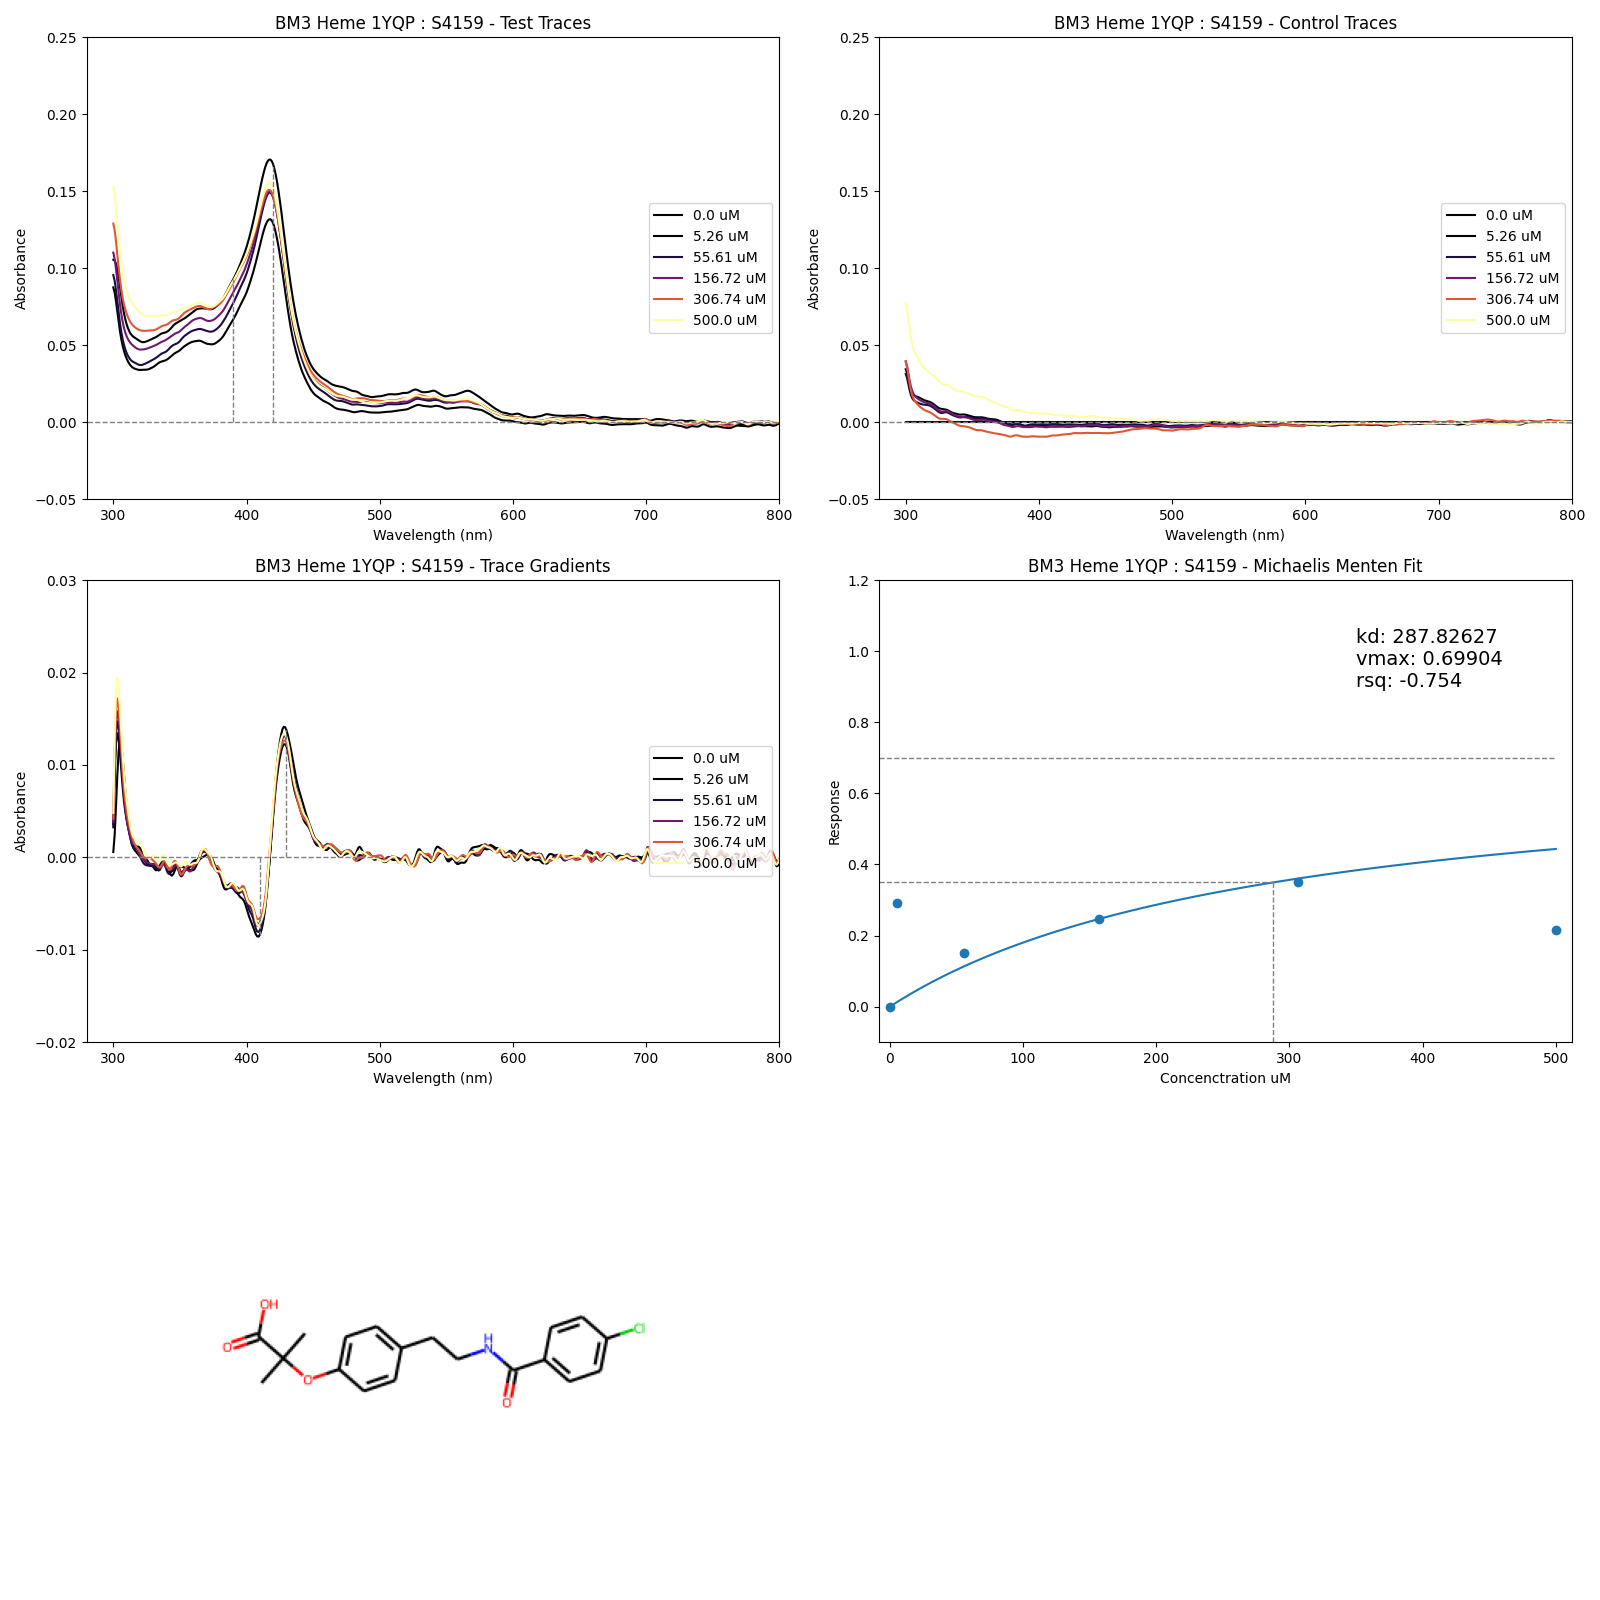 BM3 Heme 1YQP : S4159 - Test Traces
Absorbance
0.25
0.20
0.15
0.10
0.05
0.00
−0.05
300
400
500
600
700
800
Wavelength (nm)
0.0 uM
5.26 uM
55.61 uM
156.72 uM
306.74 uM
500.0 uM
BM3 Heme 1YQP : S4159 - Control Traces
Absorbance
0.25
0.20
0.15
0.10
0.05
0.00
−0.05
300
400
500
600
700
800
Wavelength (nm)
0.0 uM
5.26 uM
55.61 uM
156.72 uM
306.74 uM
500.0 uM
BM3 Heme 1YQP : S4159 - Trace Gradients
Absorbance
0.03
0.02
0.01
0.00
−0.01
−0.02
300
400
500
600
700
800
Wavelength (nm)
0.0 uM
5.26 uM
55.61 uM
156.72 uM
306.74 uM
500.0 uM
BM3 Heme 1YQP : S4159 - Michaelis Menten Fit
Response
1.2
1.0
0.8
0.6
0.4
0.2
0.0
0
100
200
300
400
500
Concenctration uM
kd: 287.82627
vmax: 0.69904
rsq: -0.754
OH
O
O
H
N
O
Cl